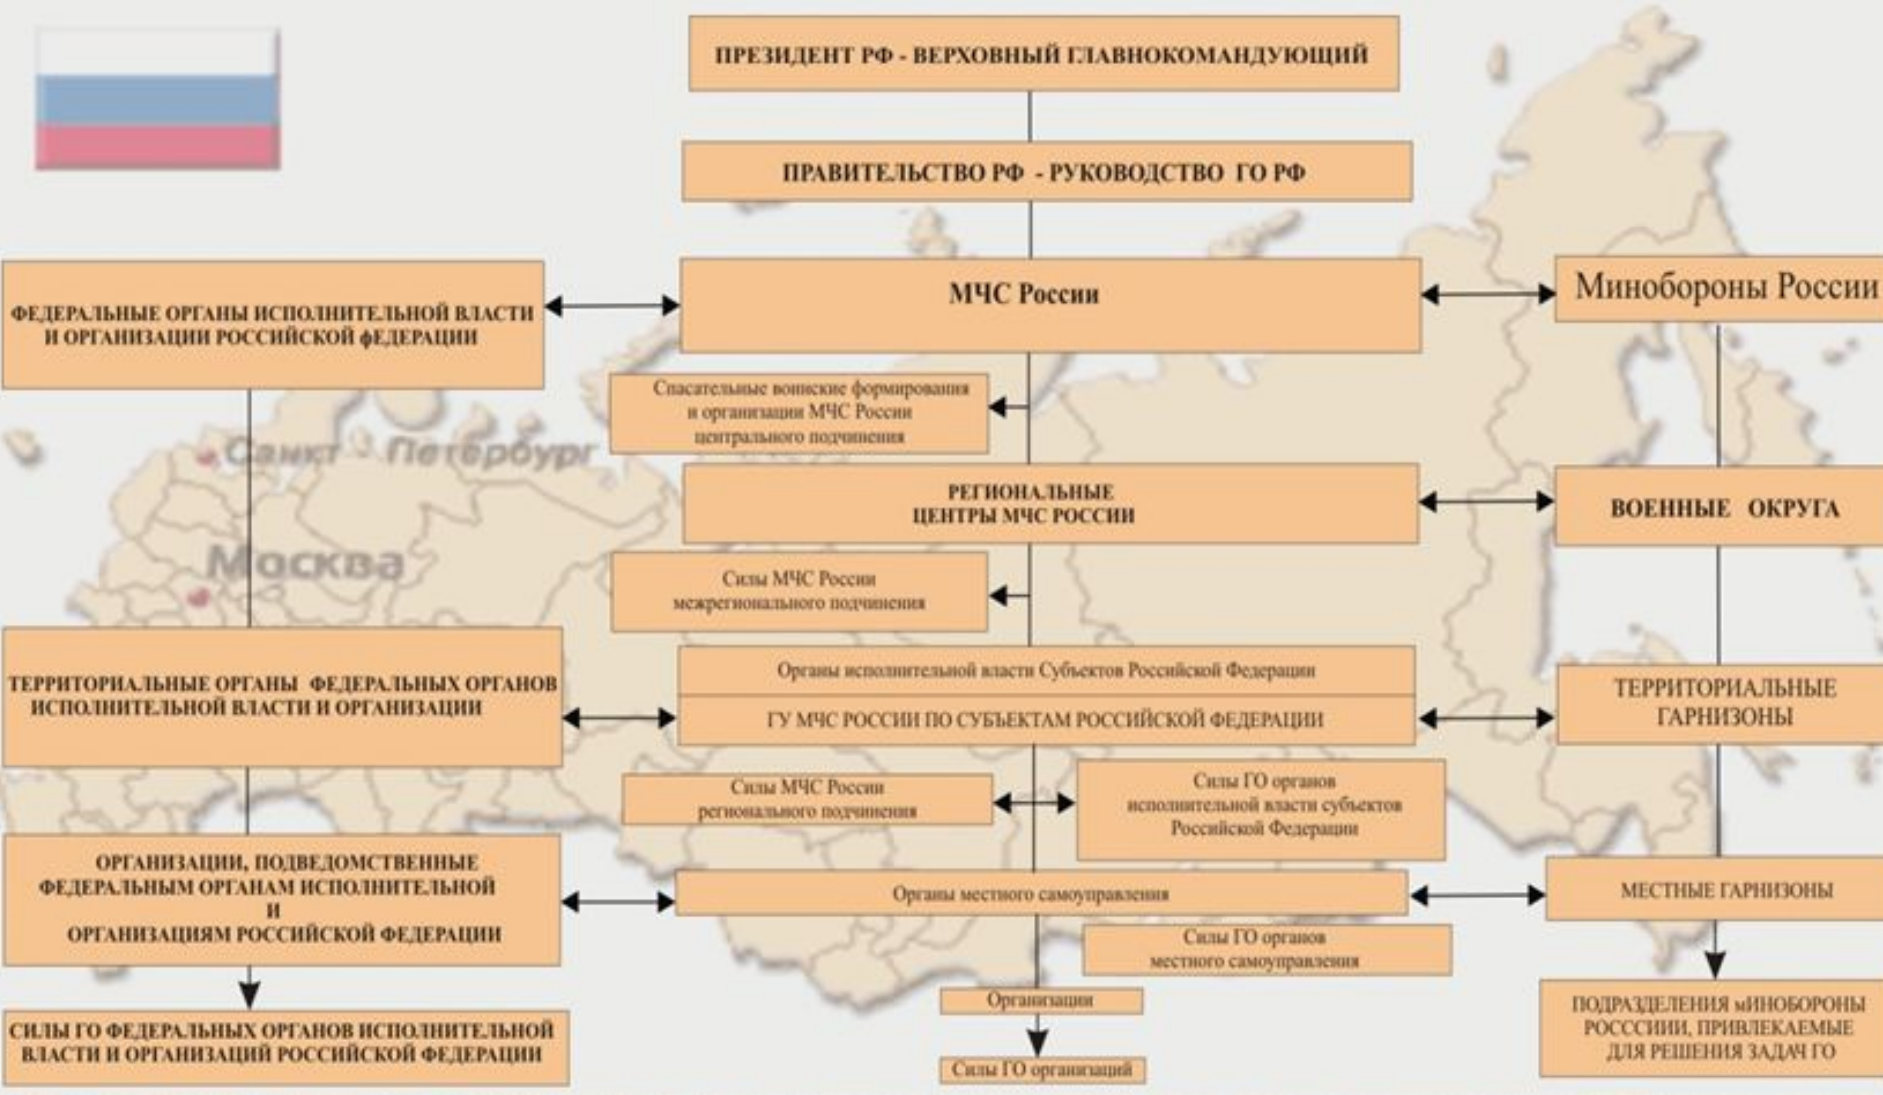 ПРЕЗИДЕНТ РФ - ВЕРХОВНЫЙ ГЛАВНОКОМАНДУЮЩИЙ
ПРАВИТЕЛЬСТВО РФ - РУКОВОДСТВО ГО РФ
ФЕДЕРАЛЬНЫЕ ОРГАНЫ ИСПОЛНИТЕЛЬНОЙ ВЛАСТИ
И ОРГАНИЗАЦИИ РОССИЙСКОЙ фЕДЕРАЦИИ
МЧС России
Минобороны России
Спасательные воинские формирования
и организации МЧС России
центрального подчинения
Санкт - Петербург
РЕГИОНАЛЬНЫЕ
ЦЕНТРЫ МЧС РОССИИ
ВОЕННЫЕ ОКРУГА
Москва
Силы МЧС России
межрегионального подчинения
ТЕРРИТОРИАЛЬНЫЕ ОРГАНЫ ФЕДЕРАЛЬНЫХ ОРГАНОВ
ИСПОЛНИТЕЛЬНОЙ ВЛАСТИ И ОРГАНИЗАЦИИ
Органы исполнительной власти Субъектов Российской Федерации
ГУ МЧС РОССИИ ПО СУБЪЕКТАМ РОССИЙСКОЙ ФЕДЕРАЦИИ
ТЕРРИТОРИАЛЬНЫЕ
ГАРНИЗОНЫ
Силы МЧС России
регионального подчинения
Силы ГО органов
исполнительной власти субъектов
Российской Федерации
ОРГАНИЗАЦИИ, ПОДВЕДОМСТВЕННЫЕ
ФЕДЕРАЛЬНЫМ ОРГАНАМ ИСПОЛНИТЕЛЬНОЙ
И
ОРГАНИЗАЦИЯМ РОССИЙСКОЙ ФЕДЕРАЦИИ
Органы местного самоуправления
МЕСТНЫЕ ГАРНИЗОНЫ
Силы ГО органов
местного самоуправления
Организации
Силы ГО организаций
СИЛЫ ГО ФЕДЕРАЛЬНЫХ ОРГАНОВ ИСПОЛНИТЕЛЬНОЙ
ВЛАСТИ И ОРГАНИЗАЦИЙ РОССИЙСКОЙ ФЕДЕРАЦИИ
ПОДРАЗДЕЛЕНИЯ мИНОБОРОНЫ
РОСССИИИ, ПРИВЛЕКАЕМЫЕ
ДЛЯ РЕШЕНИЯ ЗАДАЧ ГО